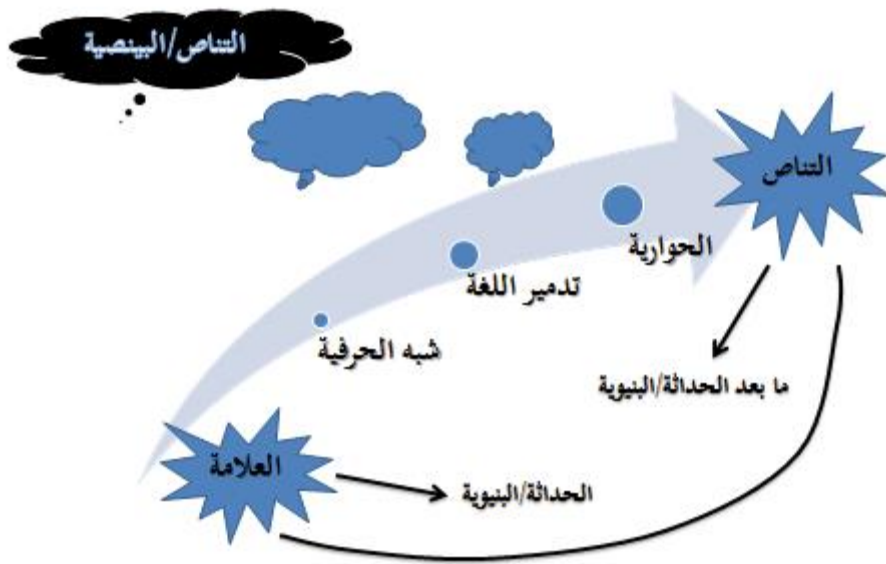 التناص/البينصية
التناص
الحوارية
تدمير اللغة
شبه الحرفية
ما بعد الحداثة/البنيوية
العلامة
الحداثة/البنيوية